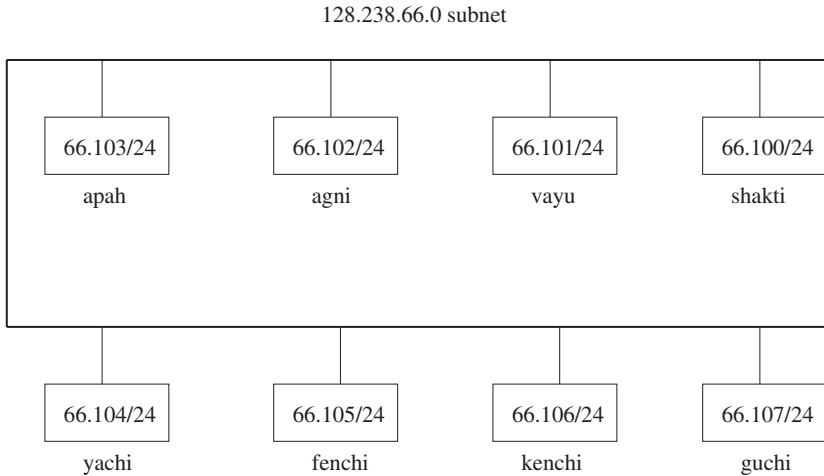 128.238.66.0 subnet
66.103/24 66.102/24 66.101/24 66.100/24
apah agni vayu shakti
66.104/24 66.105/24 66.106/24 66.107/24
yachi fenchi kenchi guchi